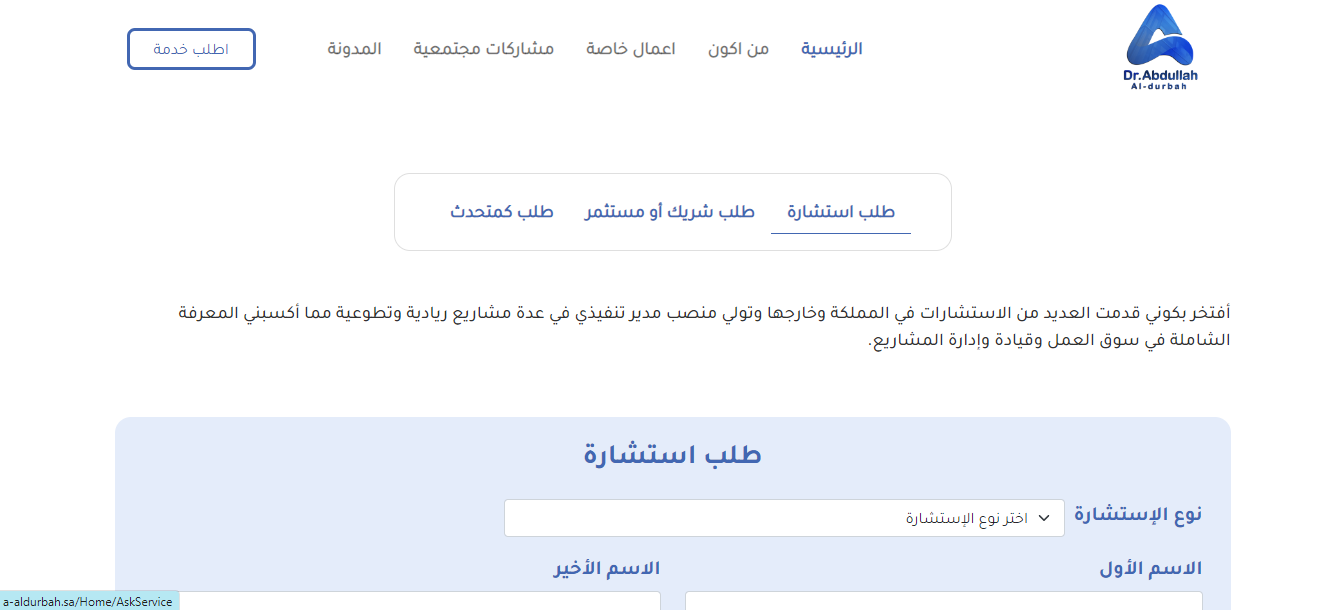 Dr.Abdullah
Al-durbah
الرئيسية
من اكون
اعمال خاصة
مشاركات مجتمعية
المدونة
اطلب خدمة
طلب استشارة
طلب شريك أو مستثمر
طلب كمتحدث
أفتخر بكوني قدمت العديد من الاستشارات في المملكة وخارجها وتولي منصب مدير تنفيذي في عدة مشاريع ريادية وتطوعية مما أكسبني المعرفة
الشاملة في سوق العمل وقيادة وإدارة المشاريع.
طلب استشارة
نوع الإستشارة
اختر نوع الإستشارة
الاسم الأول
الاسم الأخير
a-aldurbah.sa/Home/AskService